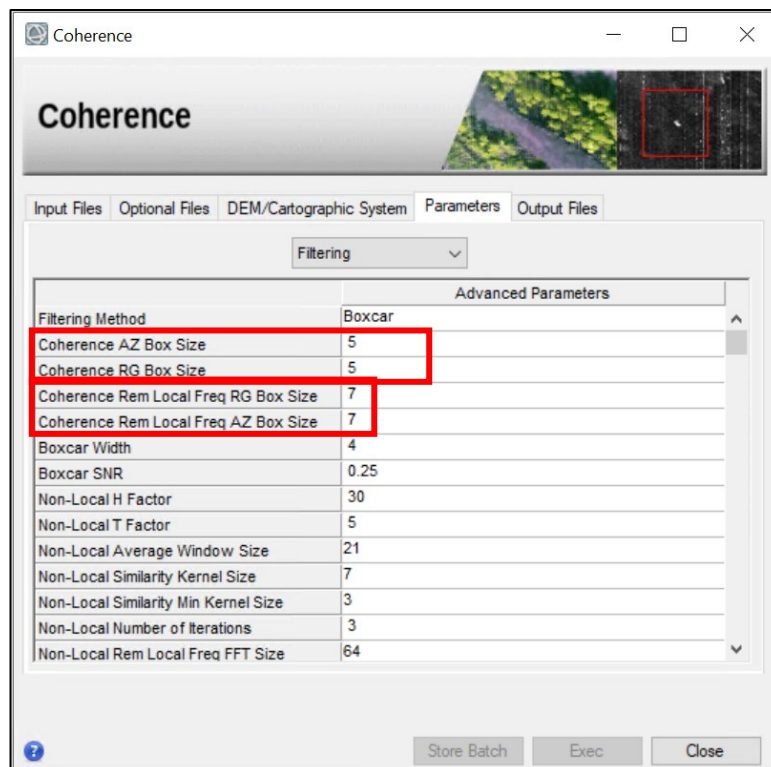 Coherence
Coherence
Input Files Optional Files DEM/Cartographic System Parameters Output Files
Filtering
Advanced Parameters
Filtering Method Boxcar
Coherence AZ Box Size 5
Coherence RG Box Size 5
Coherence Rem Local Freq RG Box Size 7
Coherence Rem Local Freq AZ Box Size 7
Boxcar Width 4
Boxcar SNR 0.25
Non-Local H Factor 30
Non-Local T Factor 5
Non-Local Average Window Size 21
Non-Local Similarity Kernel Size 7
Non-Local Similarity Min Kernel Size 3
Non-Local Number of Iterations 3
Non-Local Rem Local Freq FFT Size 64
? Store Batch Exec Close